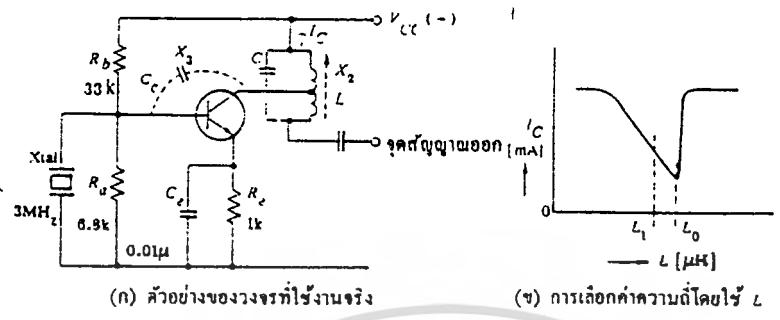 V_CC (-)
I_C
R_b
33 k
C_c
X_3
C
X_2
L
จุดสัญญาณออก
Xtal
3MHz
R_a
6.8k
C_e
0.01µ
R_e
1k
(ก) ตัวอย่างของวงจรที่ใช้งานจริง
I_C
[mA]
0
L_1
L_0
L [µH]
(ข) การเลือกค่าความถี่โดยใช้ L